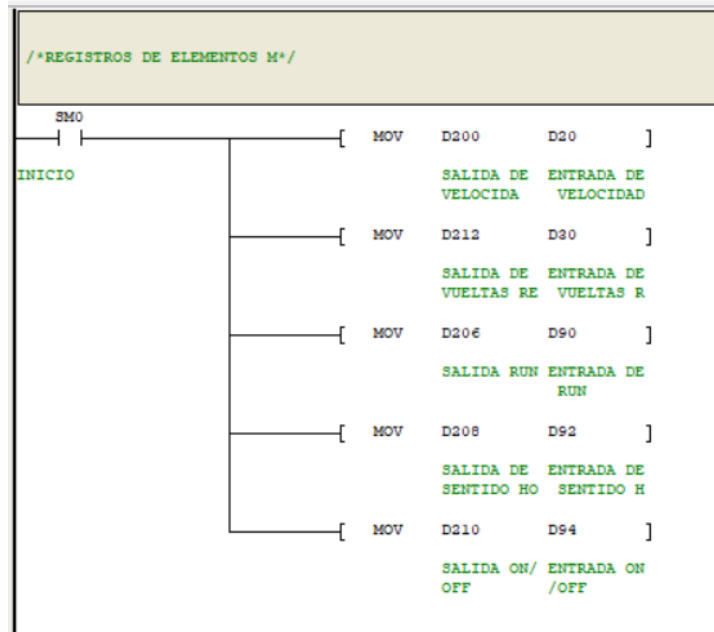 /*REGISTROS DE ELEMENTOS M*/
SM0
[ MOV D200 D20 ]
INICIO
SALIDA DE ENTRADA DE
VELOCIDA VELOCIDAD
[ MOV D212 D30 ]
SALIDA DE ENTRADA DE
VUELTAS RE VUELTAS R
[ MOV D206 D90 ]
SALIDA RUN ENTRADA DE
RUN
[ MOV D208 D92 ]
SALIDA DE ENTRADA DE
SENTIDO HO SENTIDO H
[ MOV D210 D94 ]
SALIDA ON/ ENTRADA ON
OFF /OFF